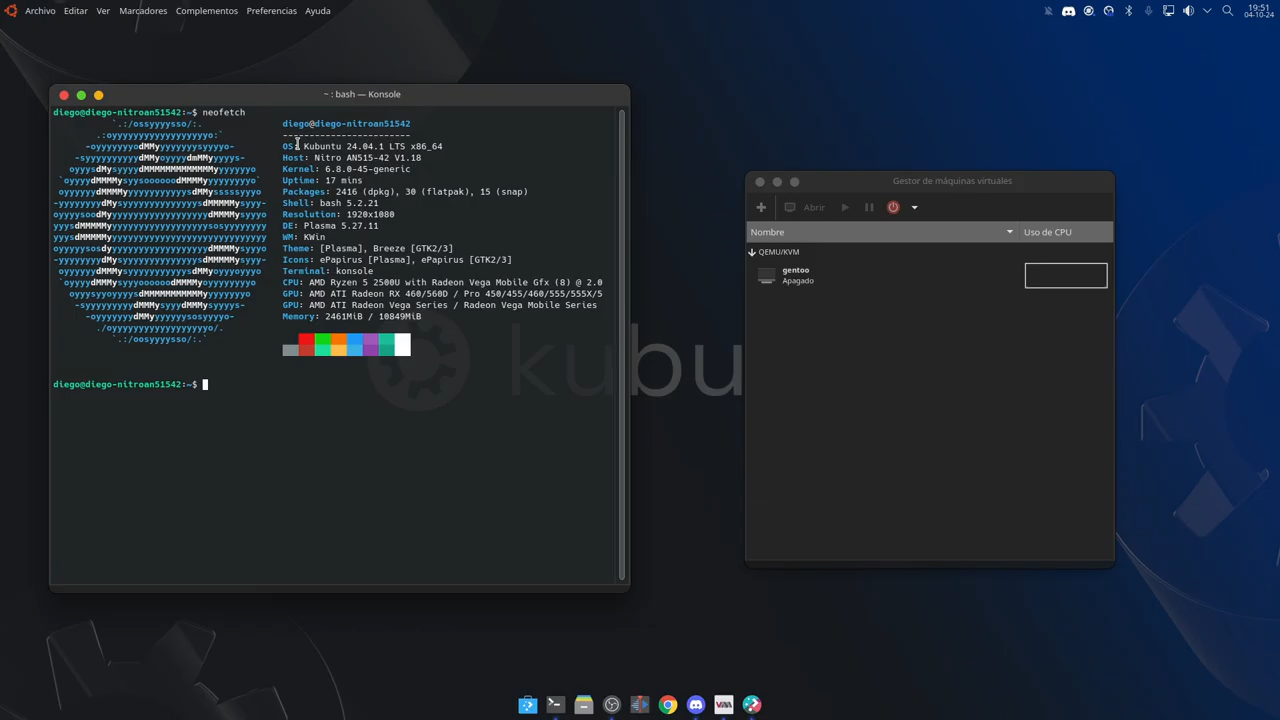 Archivo Editar Ver Marcadores Complementos Preferencias Ayuda
19:51
04-10-24
~ : bash — Konsole
diego@diego-nitroan51542:~$ neofetch
diego@diego-nitroan51542
------------------------
OS: Kubuntu 24.04.1 LTS x86_64
Host: Nitro AN515-42 V1.18
Kernel: 6.8.0-45-generic
Uptime: 17 mins
Packages: 2416 (dpkg), 30 (flatpak), 15 (snap)
Shell: bash 5.2.21
Resolution: 1920x1080
DE: Plasma 5.27.11
WM: KWin
Theme: [Plasma], Breeze [GTK2/3]
Icons: ePapirus [Plasma], ePapirus [GTK2/3]
Terminal: konsole
CPU: AMD Ryzen 5 2500U with Radeon Vega Mobile Gfx (8) @ 2.0
GPU: AMD ATI Radeon RX 460/560D / Pro 450/455/460/555/555X/5
GPU: AMD ATI Radeon Vega Series / Radeon Vega Mobile Series
Memory: 2461MiB / 10849MiB
diego@diego-nitroan51542:~$
kubu
Gestor de máquinas virtuales
Abrir
Nombre Uso de CPU
QEMU/KVM
gentoo
Apagado